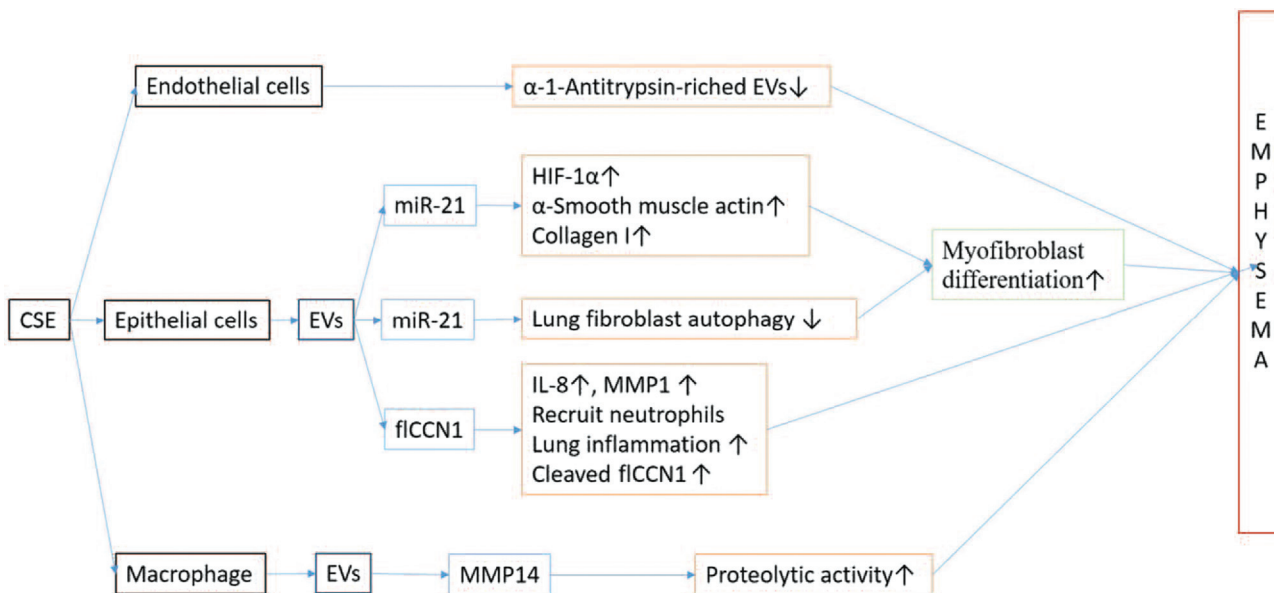 Endothelial cells
α-1-Antitrypsin-riched EVs↓
miR-21
HIF-1α↑
α-Smooth muscle actin↑
Collagen I↑
Myofibroblast
differentiation↑
CSE
Epithelial cells
EVs
miR-21
Lung fibroblast autophagy ↓
flCCN1
IL-8↑, MMP1 ↑
Recruit neutrophils
Lung inflammation ↑
Cleaved flCCN1 ↑
Macrophage
EVs
MMP14
Proteolytic activity↑
E
M
P
H
Y
S
E
M
A